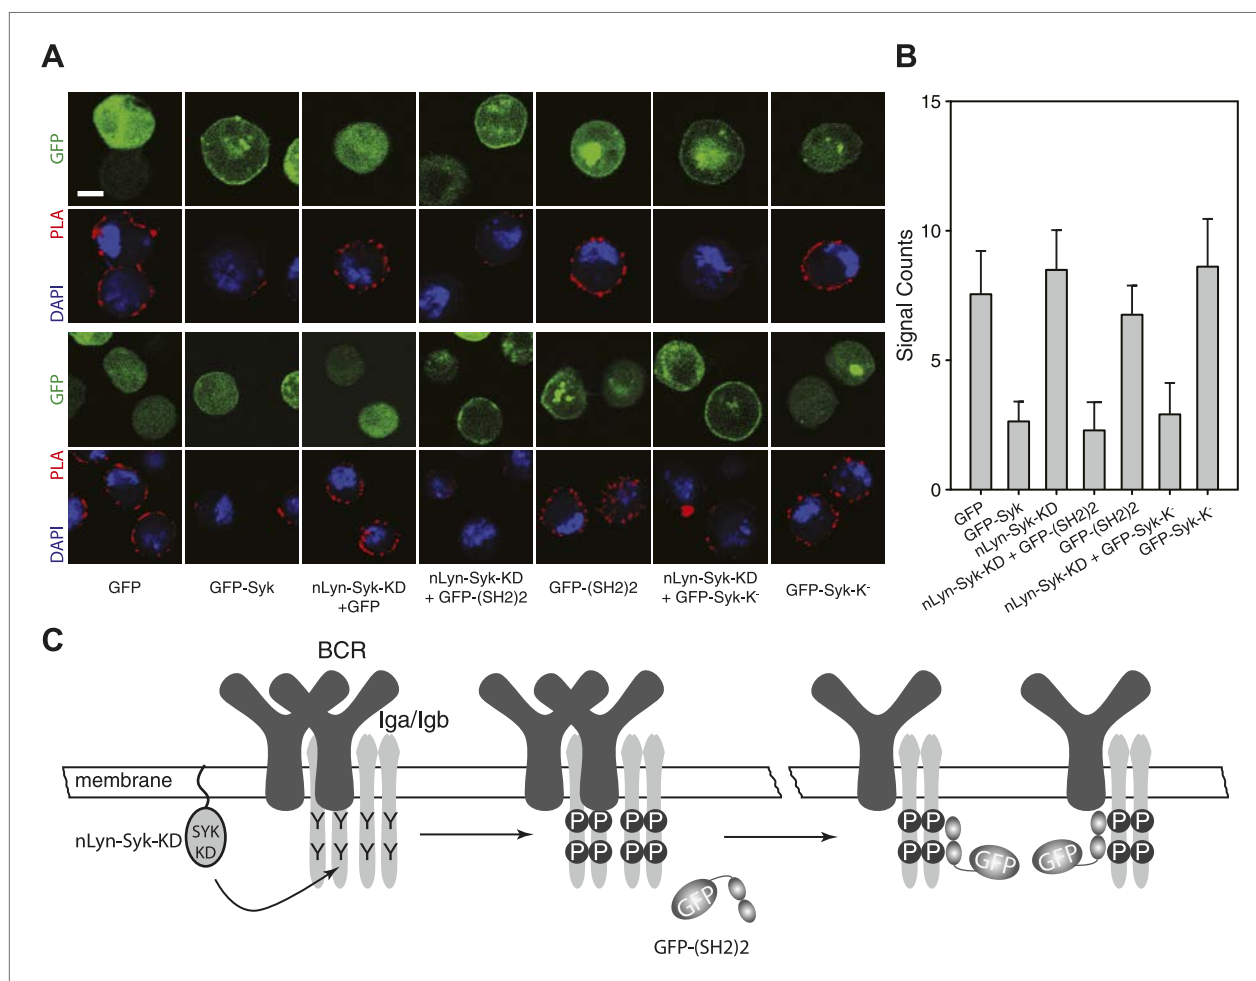 A
B
GFP
PLA
DAPI
GFP
PLA
DAPI
GFP
GFP-Syk
nLyn-Syk-KD
+GFP
nLyn-Syk-KD
+ GFP-(SH2)2
GFP-(SH2)2
nLyn-Syk-KD
+ GFP-Syk-K-
GFP-Syk-K-
Signal Counts
15
10
5
0
GFP
GFP-Syk
nLyn-Syk-KD
nLyn-Syk-KD + GFP-(SH2)2
GFP-(SH2)2
nLyn-Syk-KD + GFP-Syk-K-
GFP-Syk-K-
C
BCR
Iga/Igb
membrane
nLyn-Syk-KD
SYK
KD
Y Y Y Y
Y Y Y Y
P P P P
P P P P
GFP
GFP-(SH2)2
P P
P P
GFP
GFP
P P
P P